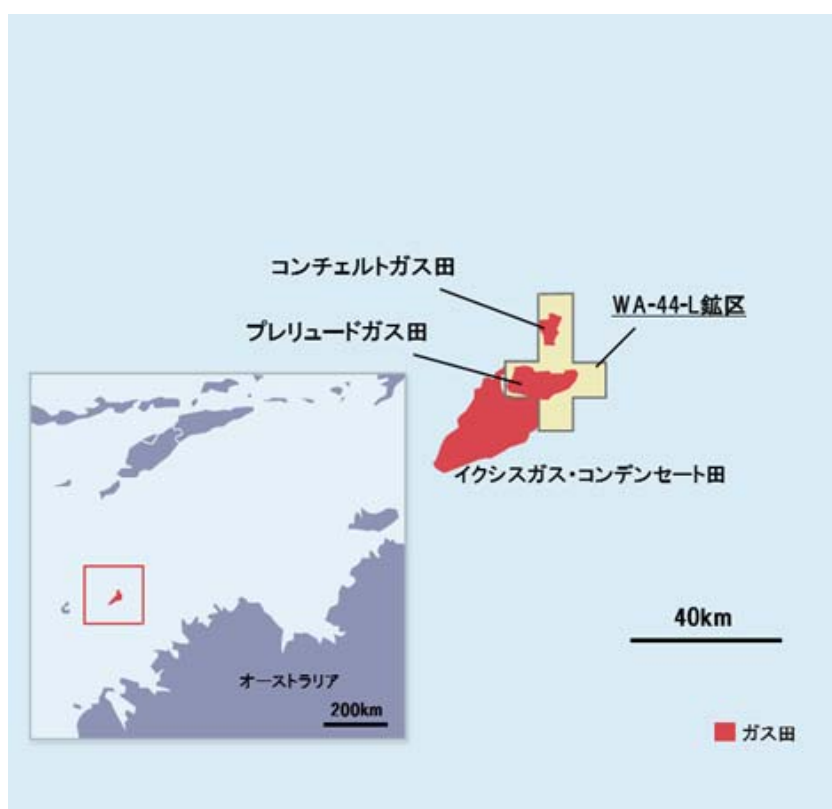 コンチェルトガス田
プレリュードガス田
WA-44-L鉱区
イクシスガス・コンデンセート田
オーストラリア
200km
40km
ガス田